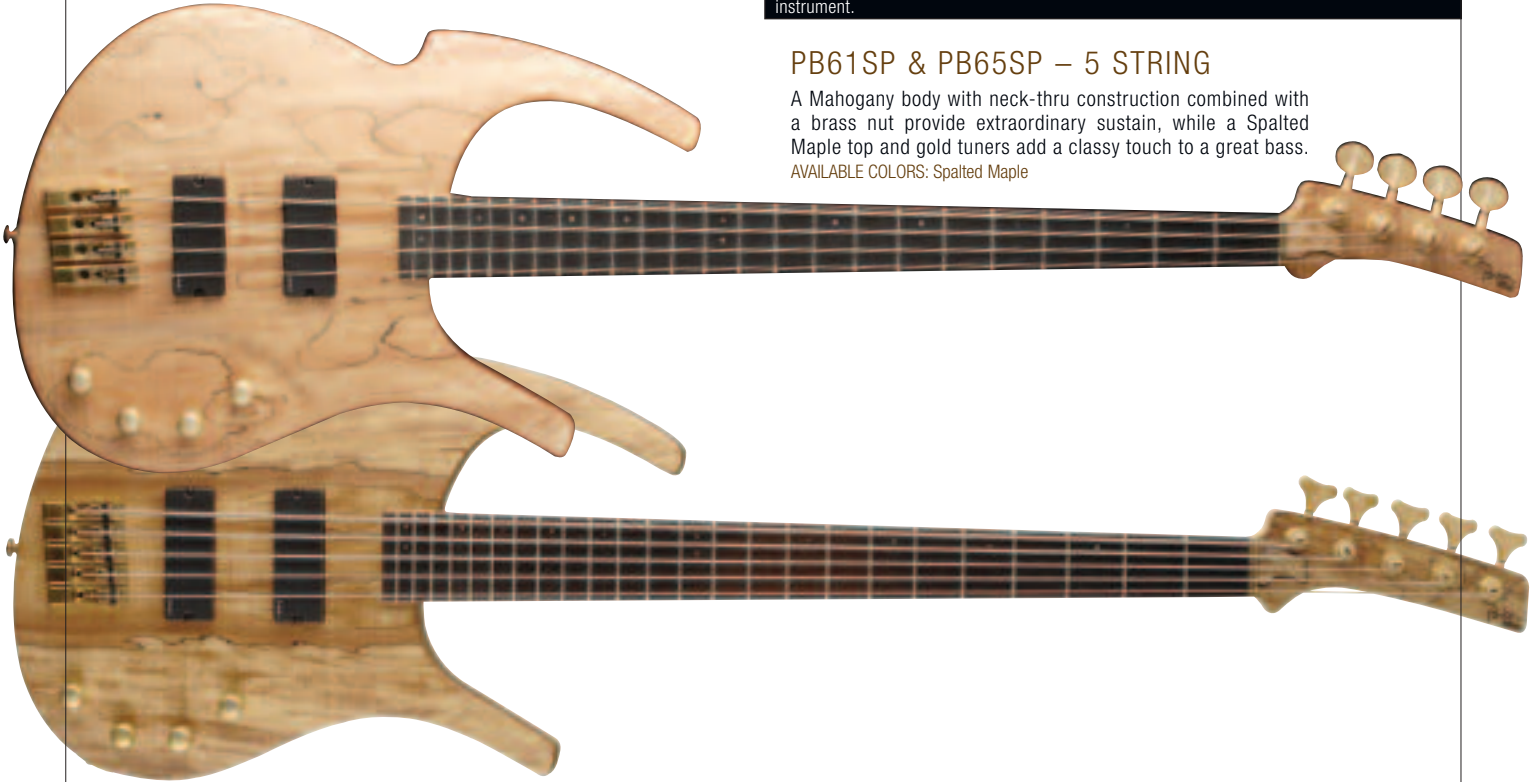 instrument.
PB61SP & PB65SP – 5 STRING
A Mahogany body with neck-thru construction combined with
a brass nut provide extraordinary sustain, while a Spalted
Maple top and gold tuners add a classy touch to a great bass.
AVAILABLE COLORS: Spalted Maple